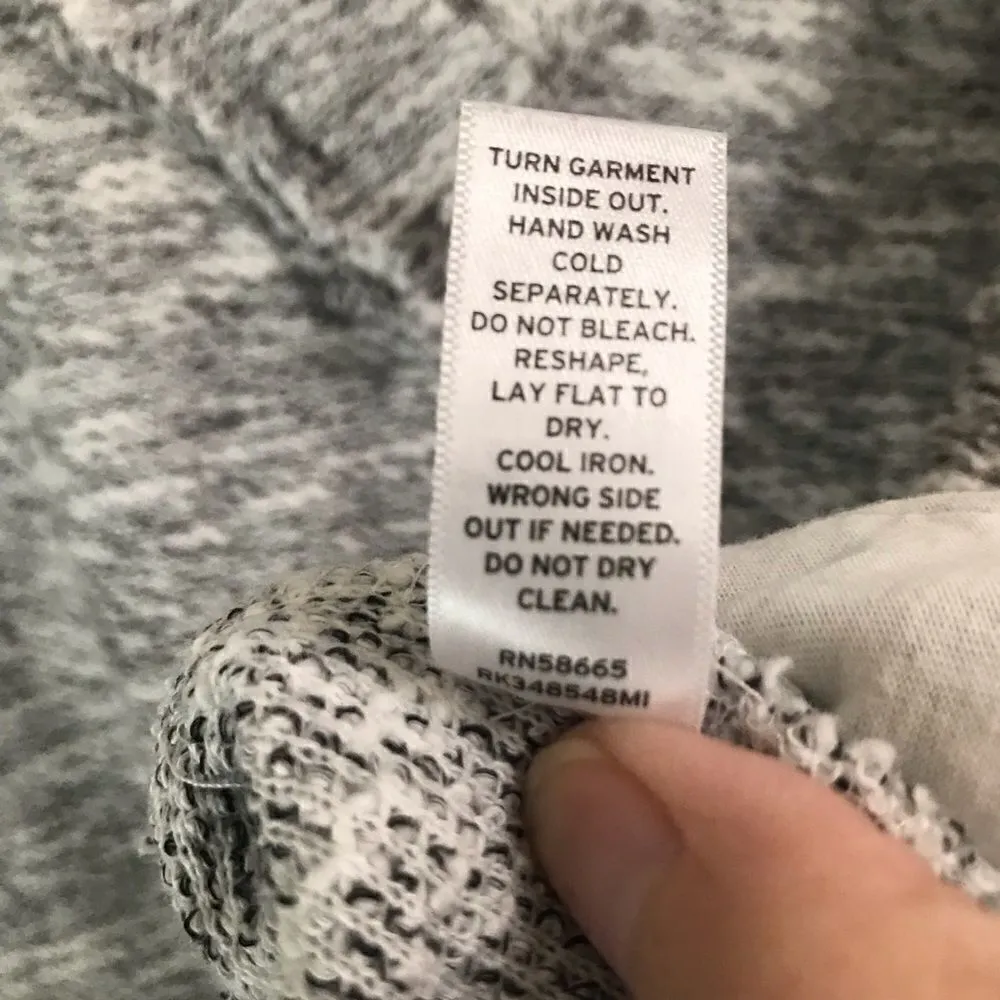 TURN GARMENT
INSIDE OUT.
HAND WASH
COLD
SEPARATELY.
DO NOT BLEACH.
RESHAPE,
LAY FLAT TO
DRY.
COOL IRON.
WRONG SIDE
OUT IF NEEDED.
DO NOT DRY
CLEAN.
RN58665
RK348548MI